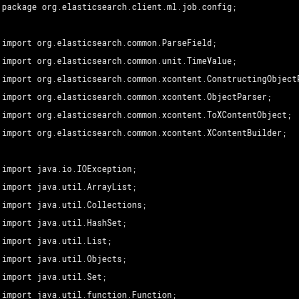 package org.elasticsearch.client.ml.job.config;
import org.elasticsearch.common.ParseField;
import org.elasticsearch.common.unit.TimeValue;
import org.elasticsearch.common.xcontent.ConstructingObjectP
import org.elasticsearch.common.xcontent.ObjectParser;
import org.elasticsearch.common.xcontent.ToXContentObject;
import org.elasticsearch.common.xcontent.XContentBuilder;
import java.io.IOException;
import java.util.ArrayList;
import java.util.Collections;
import java.util.HashSet;
import java.util.List;
import java.util.Objects;
import java.util.Set;
import java.util.function.Function;